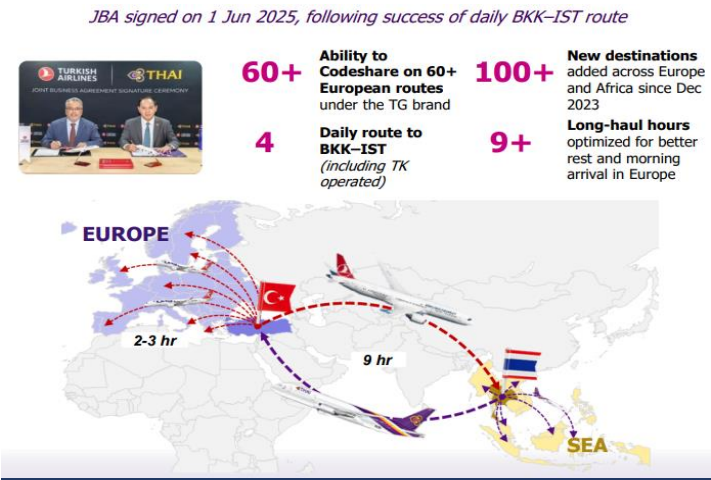 JBA signed on 1 Jun 2025, following success of daily BKK–IST route
TURKISH
AIRLINES
THAI
JOINT BUSINESS AGREEMENT SIGNATURE CEREMONY
60+
Ability to
Codeshare on 60+
European routes
under the TG brand
100+
New destinations
added across Europe
and Africa since Dec
2023
4
Daily route to
BKK–IST
(including TK
operated)
9+
Long-haul hours
optimized for better
rest and morning
arrival in Europe
EUROPE
2-3 hr
9 hr
SEA